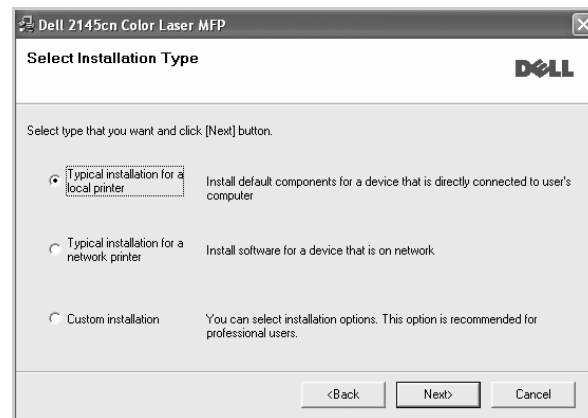 Dell 2145cn Color Laser MFP
Select Installation Type
DELL
Select type that you want and click [Next] button.
Typical installation for a
local printer
Install default components for a device that is directly connected to user's
computer
Typical installation for a
network printer
Install software for a device that is on network
Custom installation
You can select installation options. This option is recommended for
professional users.
<Back
Next>
Cancel